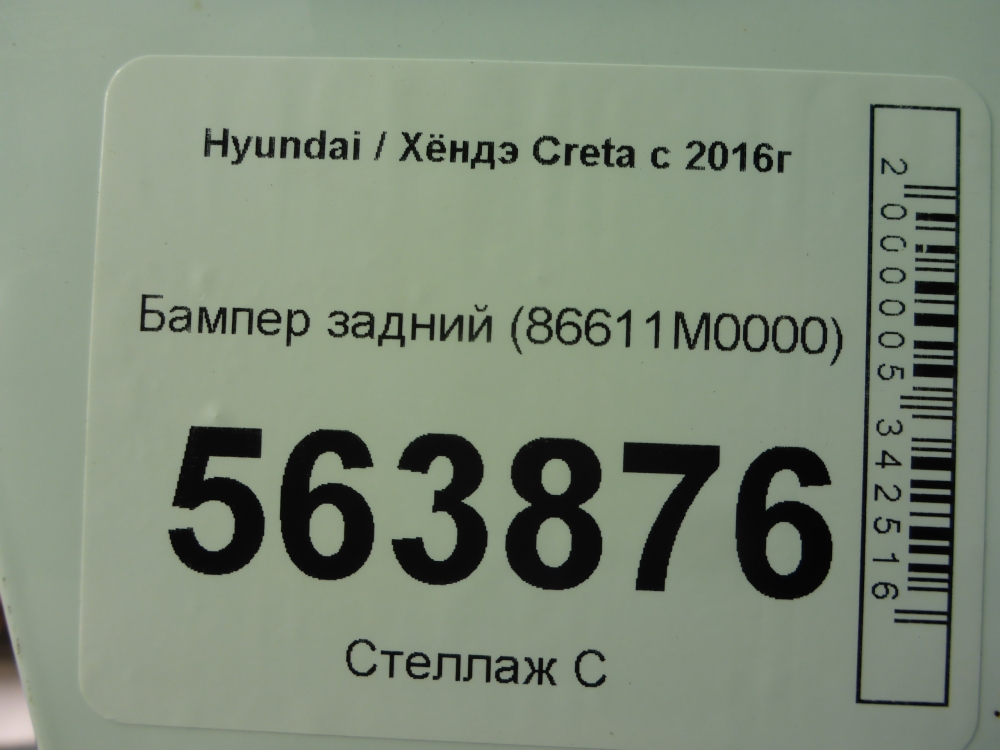 Hyundai / Хёндэ Creta с 2016г
Бампер задний (86611M0000)
563876
Стеллаж С
2000005342516